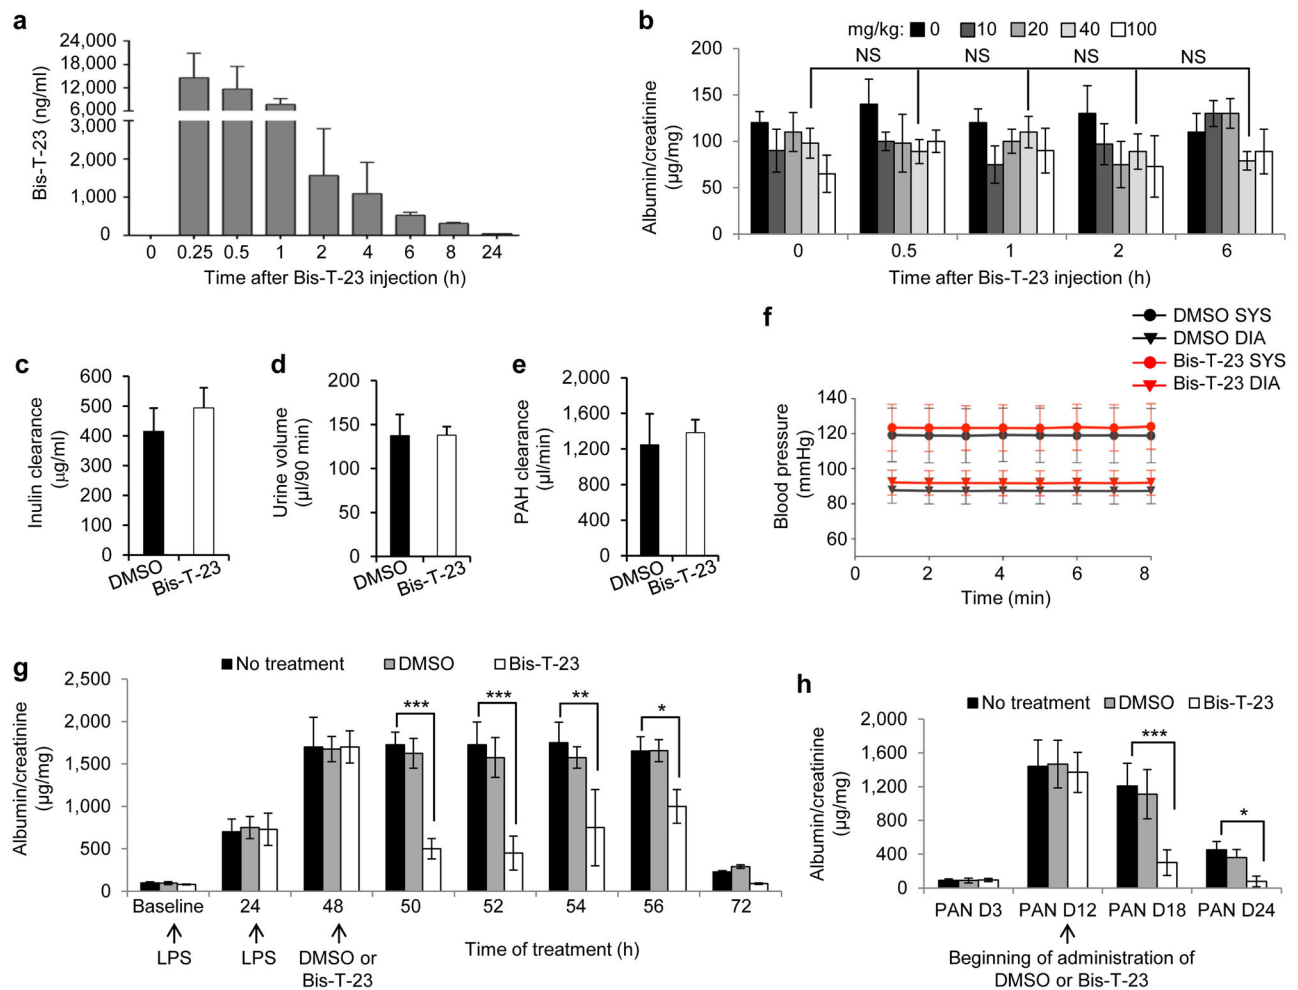 a
24,000
18,000
12,000
6,000
3,000
2,000
1,000
0
Bis-T-23 (ng/ml)
0 0.25 0.5 1 2 4 6 8 24
Time after Bis-T-23 injection (h)
b
mg/kg: 0 10 20 40 100
200
150
100
50
0
Albumin/creatinine
(µg/mg)
NS NS NS NS
0 0.5 1 2 6
Time after Bis-T-23 injection (h)
c
600
500
400
300
200
100
0
Inulin clearance
(µg/ml)
DMSO Bis-T-23
d
200
150
100
50
0
Urine volume
(µl/90 min)
DMSO Bis-T-23
e
2,000
1,600
1,200
800
400
0
PAH clearance
(µl/min)
DMSO Bis-T-23
f
DMSO SYS
DMSO DIA
Bis-T-23 SYS
Bis-T-23 DIA
140
120
100
80
60
Blood pressure
(mmHg)
0 2 4 6 8
Time (min)
g
No treatment DMSO Bis-T-23
2,500
2,000
1,500
1,000
500
0
Albumin/creatinine
(µg/mg)
*** *** ** *
Baseline 24 48 50 52 54 56 72
LPS LPS DMSO or
Bis-T-23
Time of treatment (h)
h
No treatment DMSO Bis-T-23
2,000
1,600
1,200
800
400
0
Albumin/creatinine
(µg/mg)
*** *
PAN D3 PAN D12 PAN D18 PAN D24
Beginning of administration of
DMSO or Bis-T-23